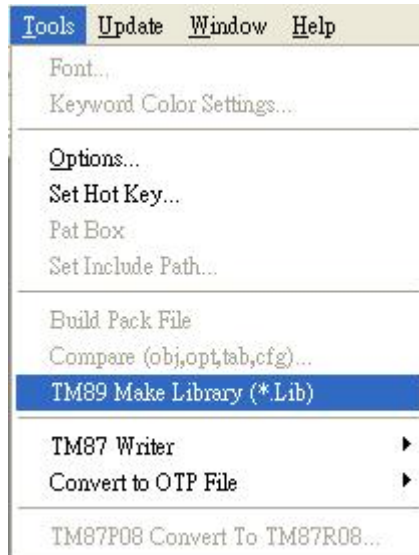 Tools Update Window Help
Font...
Keyword Color Settings...
Options...
Set Hot Key...
Pat Box
Set Include Path...
Build Pack File
Compare (obj,opt,tab,cfg)...
TM89 Make Library (*.Lib)
TM87 Writer
Convert to OTP File
TM87P08 Convert To TM87R08...